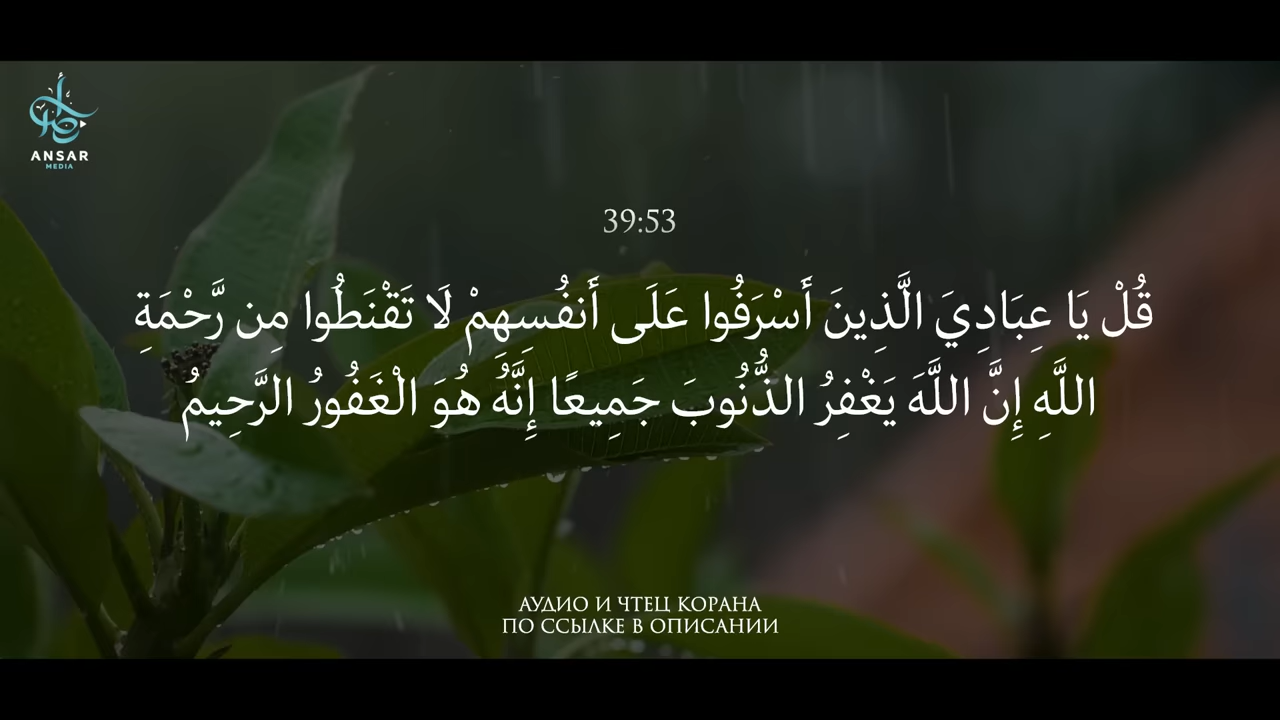 ANSAR
MEDIA
39:53
قُلْ يَا عِبَادِيَ الَّذِينَ أَسْرَفُوا عَلَى أَنفُسِهِمْ لَا تَقْنَطُوا مِن رَّحْمَةِ
اللَّهِ إِنَّ اللَّهَ يَغْفِرُ الذُّنُوبَ جَمِيعًا إِنَّهُ هُوَ الْغَفُورُ الرَّحِيمُ
АУДИО И ЧТЕЦ КОРАНА
ПО ССЫЛКЕ В ОПИСАНИИ